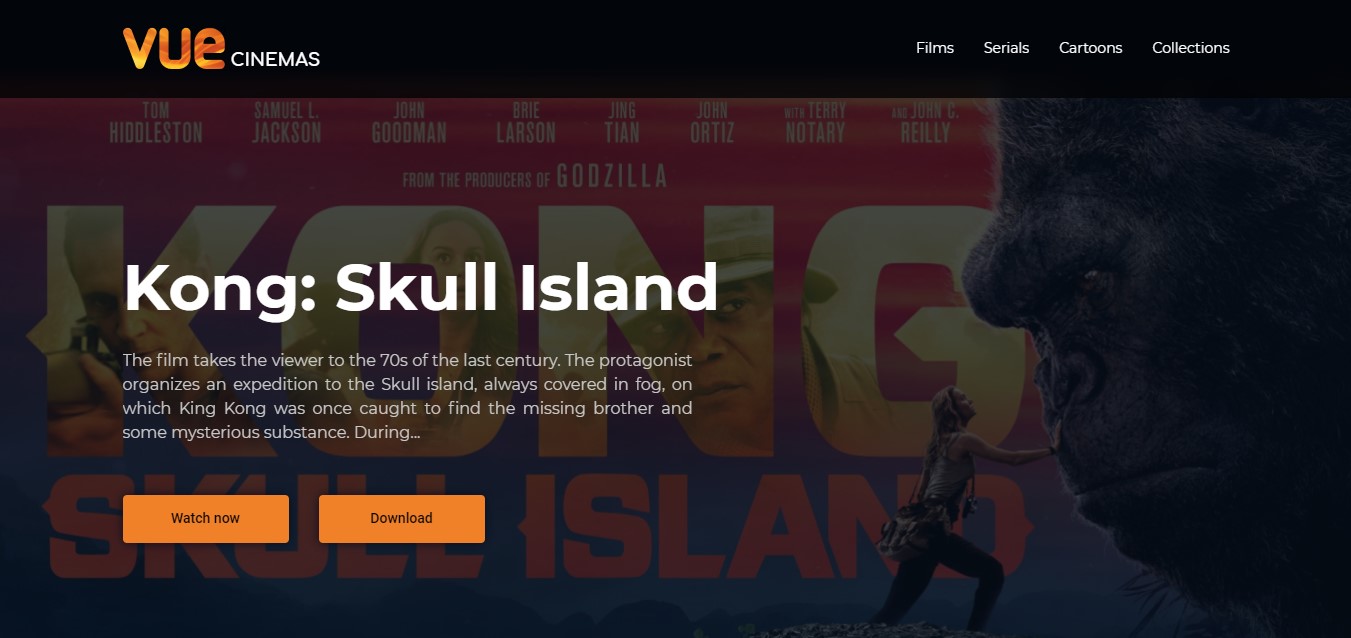 vue CINEMAS
Films Serials Cartoons Collections
TOM HIDDLESTON
SAMUEL L. JACKSON
JOHN GOODMAN
BRIE LARSON
JING TIAN
JOHN ORTIZ
WITH TERRY NOTARY
AND JOHN C. REILLY
FROM THE PRODUCERS OF GODZILLA
KONG
Kong: Skull Island
The film takes the viewer to the 70s of the last century. The protagonist
organizes an expedition to the Skull island, always covered in fog, on
which King Kong was once caught to find the missing brother and
some mysterious substance. During...
SKULL ISLAND
Watch now
Download